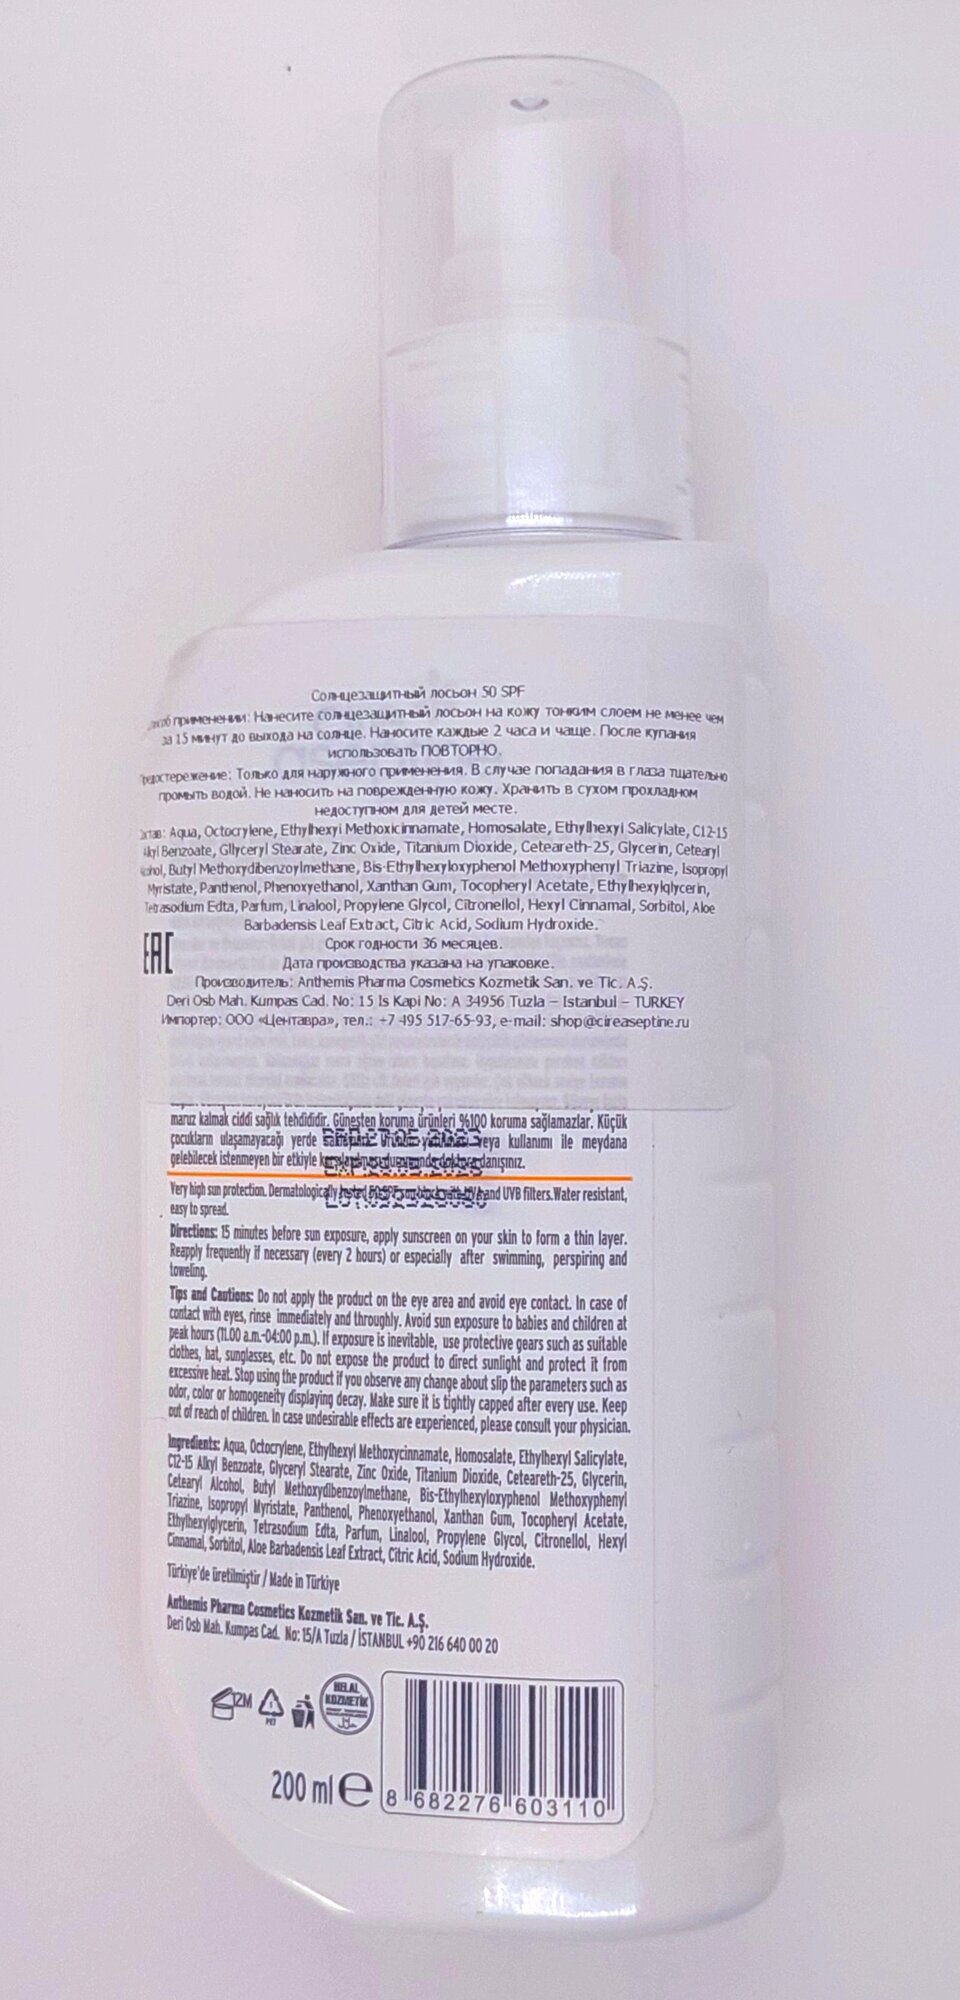 Солнцезащитный лосьон 50 SPF
применении: Нанесите солнцезащитный лосьон на кожу тонким слоем не менее чем
за 15 минут до выхода на солнце. Наносите каждые 2 часа и чаще. После купания
использовать ПОВТОРНО.
Только для наружного применения. В случае попадания в глаза тщательно
промыть водой. Не наносить на поврежденную кожу. Хранить в сухом прохладном
недоступном для детей месте.
Aqua, Octocrylene, Ethylhexyi Methoxicinnamate, Homosalate, Ethylhexyl Salicylate, C12-15
Benzoate, Gllyceryl Stearate, Zinc Oxide, Titanium Dioxide, Ceteareth-25, Glycerin, Cetearyl
Butyl Methoxydibenzoylmethane, Bis-Ethylhexyloxyphenol Methoxyphenyl Triazine, Isopropyl
Myristate, Panthenol, Phenoxyethanol, Xanthan Gum, Tocopheryl Acetate, Ethylhexylglycerin,
Tetrasodium Edta, Parfum, Linalool, Propylene Glycol, Citronellol, Hexyl Cinnamal, Sorbitol, Aloe
Barbadensis Leaf Extract, Citric Acid, Sodium Hydroxide.
EAC
Срок годности 36 месяцев.
Дата производства указана на упаковке.
Производитель: Anthemis Pharma Cosmetics Kozmetik San. ve Tic. A.Ş.
Deri Osb Mah. Kumpas Cad. No: 15 Is Kapi No: A 34956 Tuzla – Istanbul – TURKEY
Импортер: ООО «Центавра», тел.: +7 495 517-65-93, e-mail: shop@cireaseptine.ru
maruz kalmak ciddi sağlık tehdididir. Güneşten koruma ürünleri %100 koruma sağlamazlar. Küçük
çocukların ulaşamayacağı yerde veya kullanımı ile meydana
gelebilecek istenmeyen bir etkiyle danışınız.
Very high sun protection. Dermatologically and UVB filters. Water resistant,
easy to spread.
Directions: 15 minutes before sun exposure, apply sunscreen on your skin to form a thin layer.
Reapply frequently if necessary (every 2 hours) or especially after swimming, perspiring and
toweling.
Tips and Cautions: Do not apply the product on the eye area and avoid eye contact. In case of
contact with eyes, rinse immediately and throughly. Avoid sun exposure to babies and children at
peak hours (11.00 a.m.-04:00 p.m.). If exposure is inevitable, use protective gears such as suitable
clothes, hat, sunglasses, etc. Do not expose the product to direct sunlight and protect it from
excessive heat. Stop using the product if you observe any change about slip the parameters such as
odor, color or homogeneity displaying decay. Make sure it is tightly capped after every use. Keep
out of reach of children. In case undesirable effects are experienced, please consult your physician.
Ingredients: Aqua, Octocrylene, Ethylhexyl Methoxycinnamate, Homosalate, Ethylhexyl Salicylate,
C12-15 Alkyl Benzoate, Glyceryl Stearate, Zinc Oxide, Titanium Dioxide, Ceteareth-25, Glycerin,
Cetearyl Alcohol, Butyl Methoxydibenzoylmethane, Bis-Ethylhexyloxyphenol Methoxyphenyl
Triazine, Isopropyl Myristate, Panthenol, Phenoxyethanol, Xanthan Gum, Tocopheryl Acetate,
Ethylhexylglycerin, Tetrasodium Edta, Parfum, Linalool, Propylene Glycol, Citronellol, Hexyl
Cinnamal, Sorbitol, Aloe Barbadensis Leaf Extract, Citric Acid, Sodium Hydroxide.
Türkiye'de üretilmiştir / Made in Türkiye
Anthemis Pharma Cosmetics Kozmetik San. ve Tic. A.Ş.
Deri Osb Mah. Kumpas Cad. No: 15/A Tuzla / İSTANBUL +90 216 640 00 20
12M
1
PET
HELAL
KOZMETİK
200 ml e
8 682276 603110